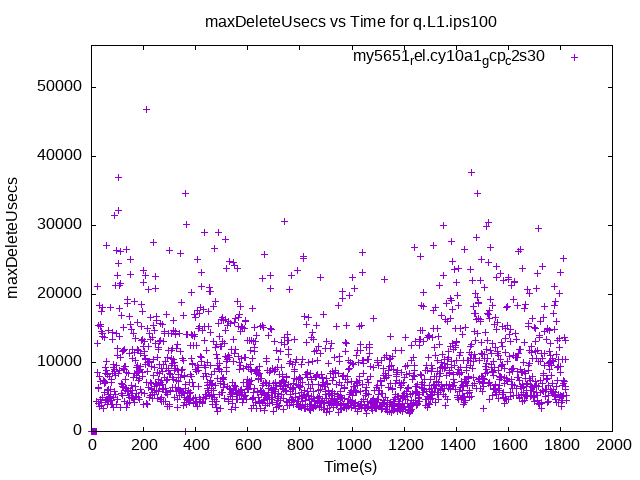 maxDeleteUsecs vs Time for q.L1.ips100
my5651rel.cy10a1gcpc2s30
50000
40000
30000
20000
10000
0
maxDeleteUsecs
0 200 400 600 800 1000 1200 1400 1600 1800 2000
Time(s)